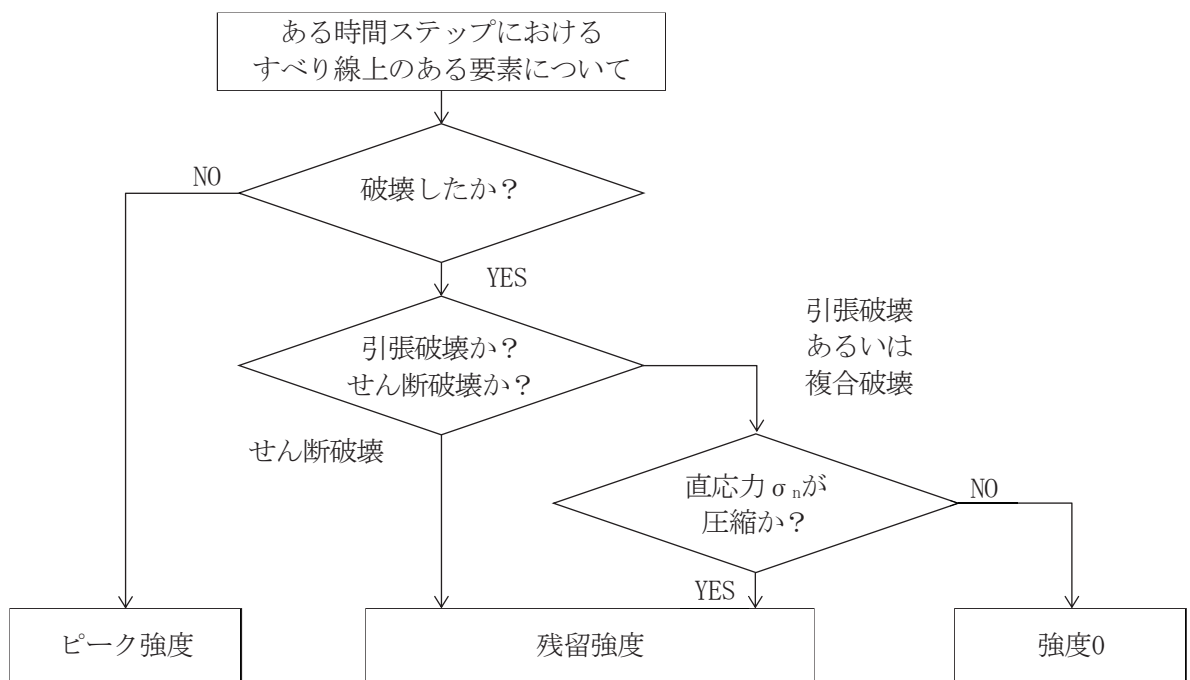 ある時間ステップにおける
すべり線上のある要素について
NO
破壊したか？
YES
引張破壊
あるいは
複合破壊
引張破壊か？
せん断破壊か？
せん断破壊
直応力σnが
圧縮か？
NO
YES
ピーク強度
残留強度
強度0